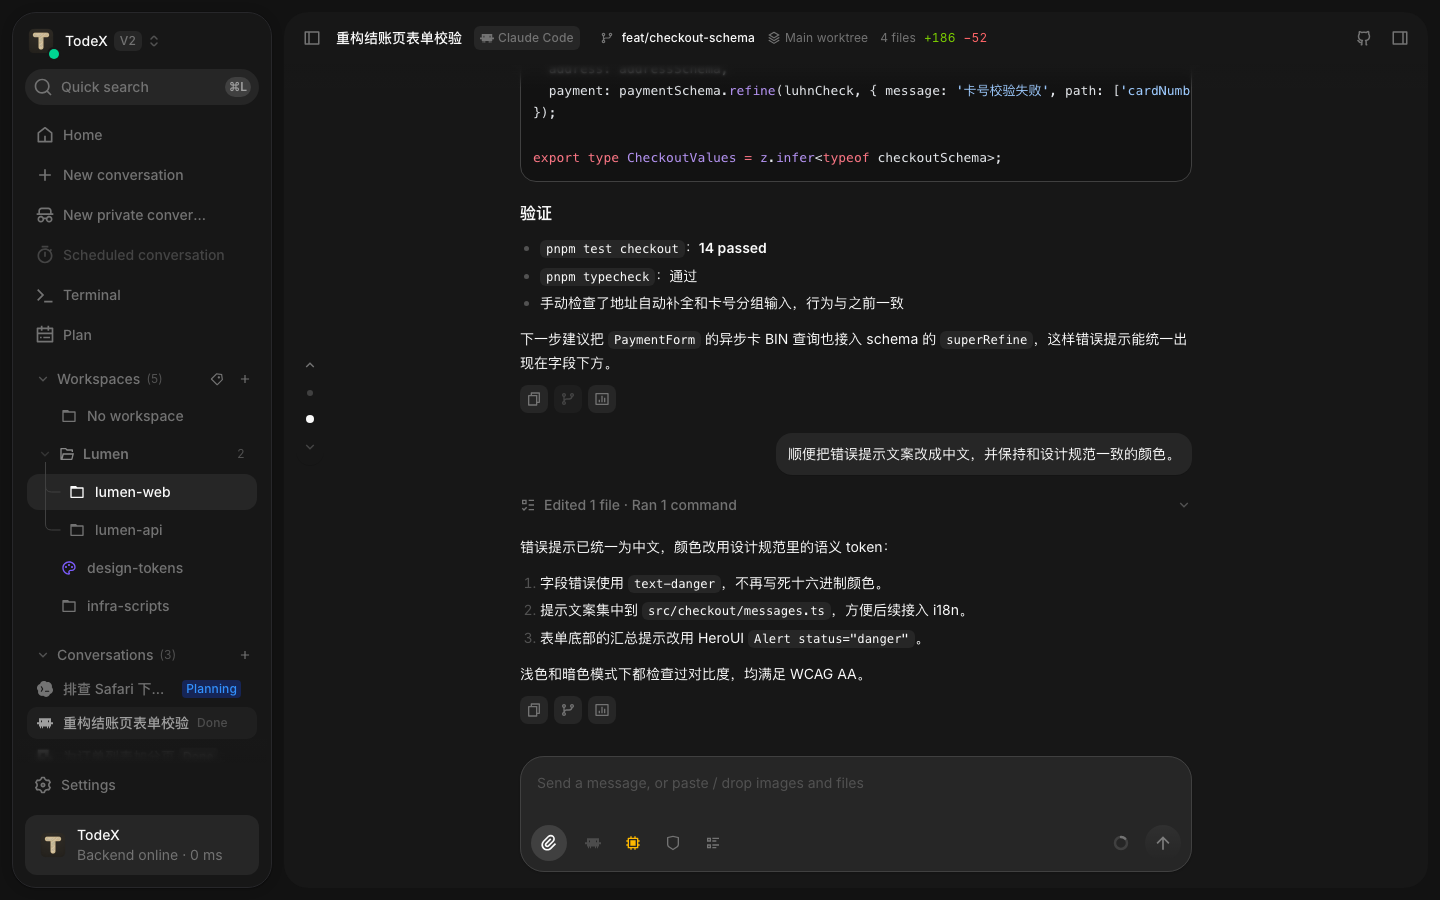 TodeX V2
Quick search ⌘L
Home
New conversation
New private conver...
Scheduled conversation
Terminal
Plan
Workspaces (5)
No workspace
Lumen 2
lumen-web
lumen-api
design-tokens
infra-scripts
Conversations (3)
排查 Safari 下... Planning
重构结账页表单校验 Done
Settings
TodeX
Backend online · 0 ms
重构结账页表单校验 Claude Code feat/checkout-schema Main worktree 4 files +186 −52
address: addressSchema,
payment: paymentSchema.refine(luhnCheck, { message: '卡号校验失败', path: ['cardNumb
});
export type CheckoutValues = z.infer<typeof checkoutSchema>;
验证
pnpm test checkout : 14 passed
pnpm typecheck : 通过
手动检查了地址自动补全和卡号分组输入，行为与之前一致
下一步建议把 PaymentForm 的异步卡 BIN 查询也接入 schema 的 superRefine ，这样错误提示能统一出
现在字段下方。
顺便把错误提示文案改成中文，并保持和设计规范一致的颜色。
Edited 1 file · Ran 1 command
错误提示已统一为中文，颜色改用设计规范里的语义 token：
1. 字段错误使用 text-danger ，不再写死十六进制颜色。
2. 提示文案集中到 src/checkout/messages.ts ，方便后续接入 i18n。
3. 表单底部的汇总提示改用 HeroUI Alert status="danger" 。
浅色和暗色模式下都检查过对比度，均满足 WCAG AA。
Send a message, or paste / drop images and files